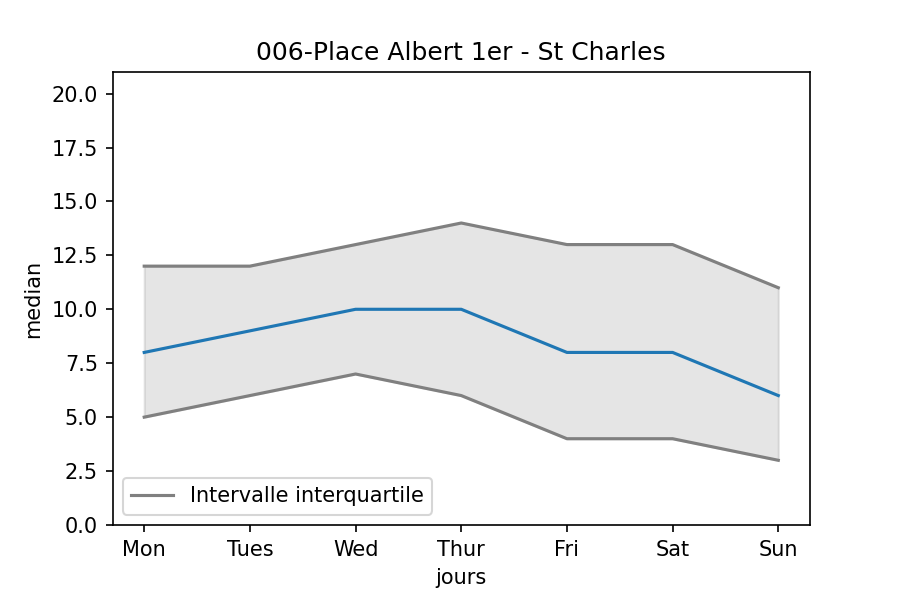 006-Place Albert 1er - St Charles
20.0
17.5
15.0
12.5
10.0
7.5
5.0
2.5
0.0
median
Intervalle interquartile
Mon Tues Wed Thur Fri Sat Sun
jours